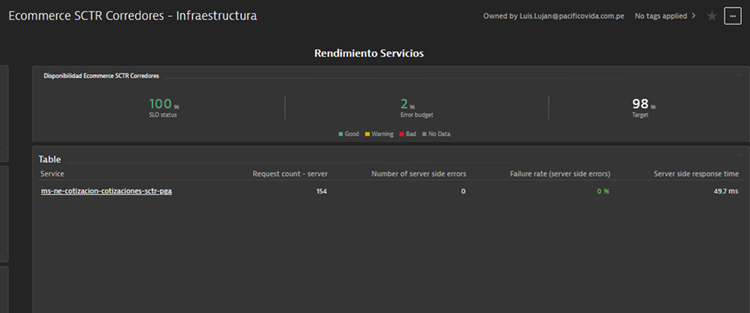 Ecommerce SCTR Corredores - Infraestructura
Owned by Luis.Lujan@pacificovida.com.pe No tags applied
Rendimiento Servicios
Disponibilidad Ecommerce SCTR Corredores
100 % 2 % 98 %
SLO status Error budget Target
Good Warning Bad No Data
Table
Service Request count - server Number of server side errors Failure rate (server side errors) Server side response time
ms-ne-cotizacion-cotizaciones-sctr-pga 154 0 0 % 49.7 ms